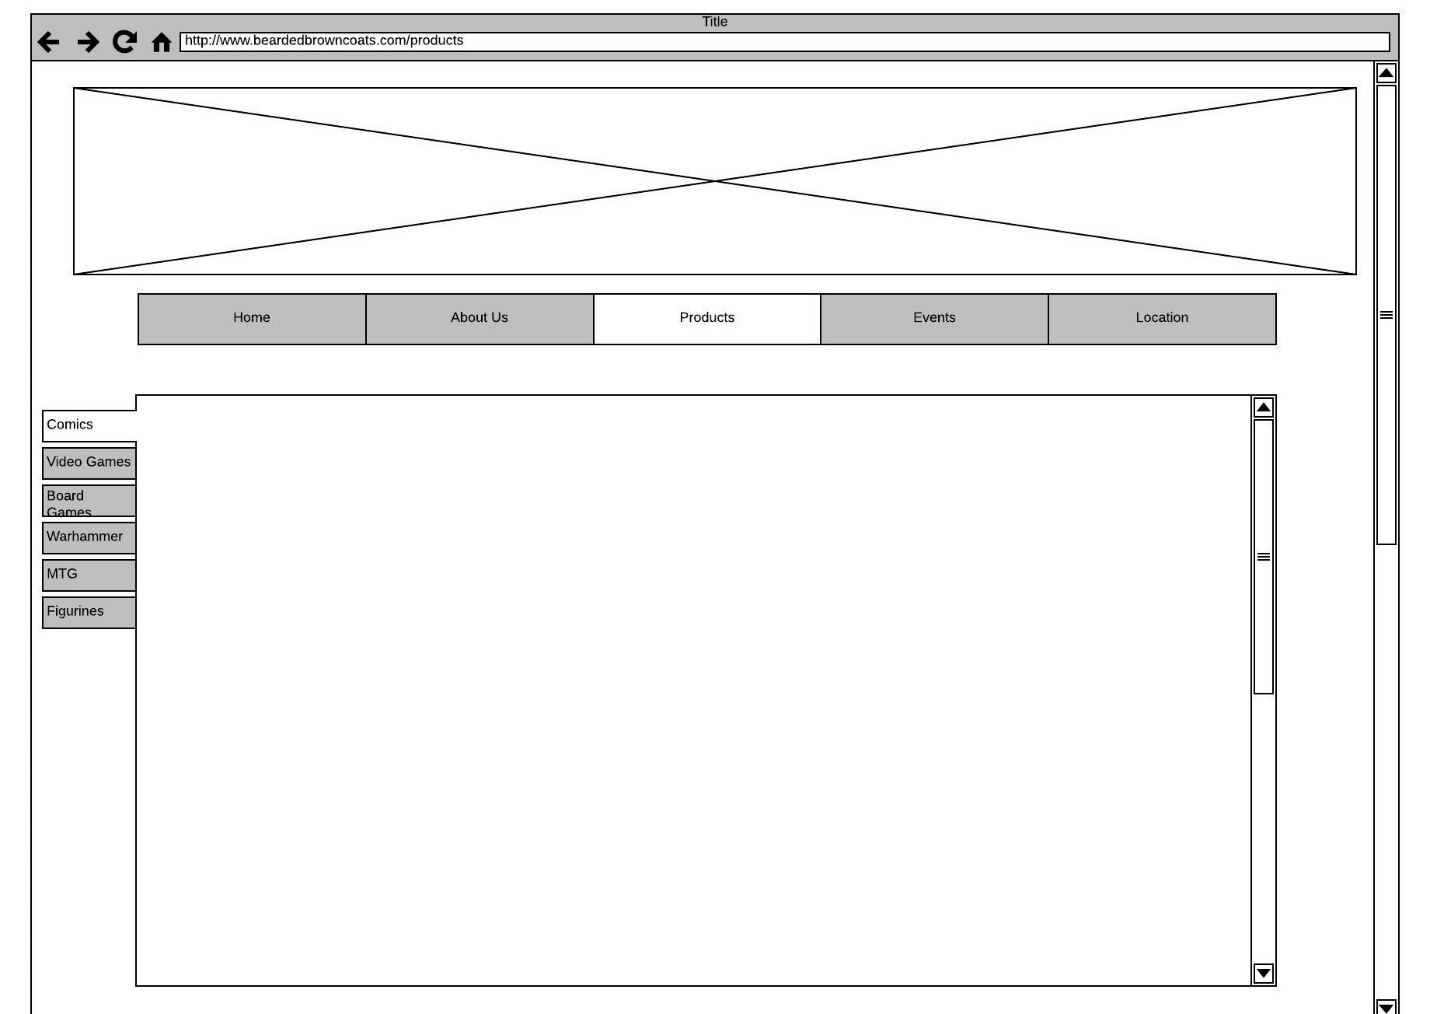 Title
http://www.beardedbrowncoats.com/products
Home
About Us
Products
Events
Location
Comics
Video Games
Board
Games
Warhammer
MTG
Figurines